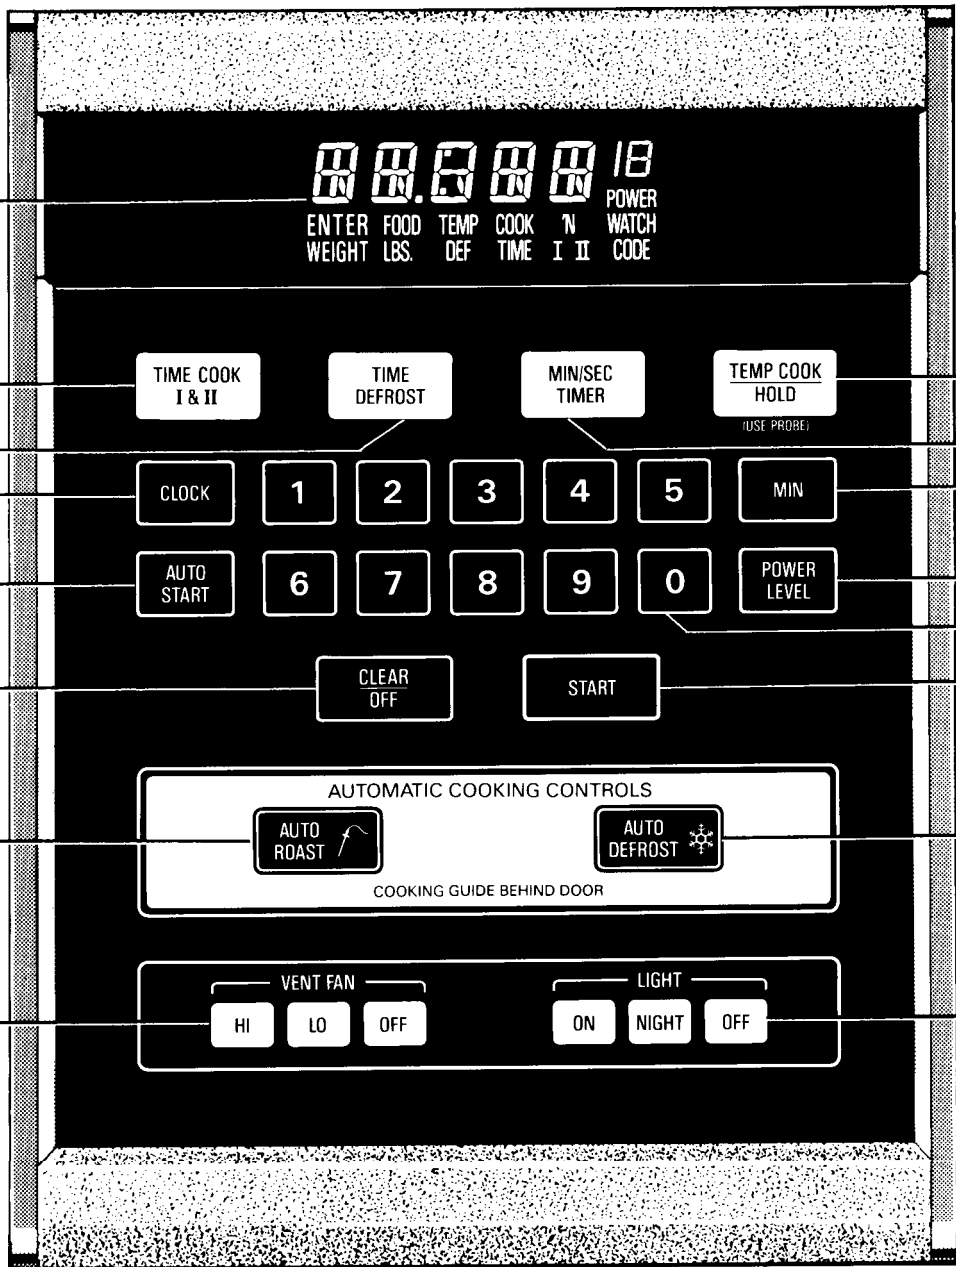 18
POWER
ENTER FOOD TEMP COOK 'N WATCH
WEIGHT LBS. DEF TIME I II CODE
TIME COOK
I & II
TIME
DEFROST
MIN/SEC
TIMER
TEMP COOK
HOLD
(USE PROBE)
CLOCK 1 2 3 4 5 MIN
AUTO
START
6 7 8 9 0
POWER
LEVEL
CLEAR
OFF
START
AUTOMATIC COOKING CONTROLS
AUTO
ROAST
AUTO
DEFROST
COOKING GUIDE BEHIND DOOR
VENT FAN
HI LO OFF
LIGHT
ON NIGHT OFF